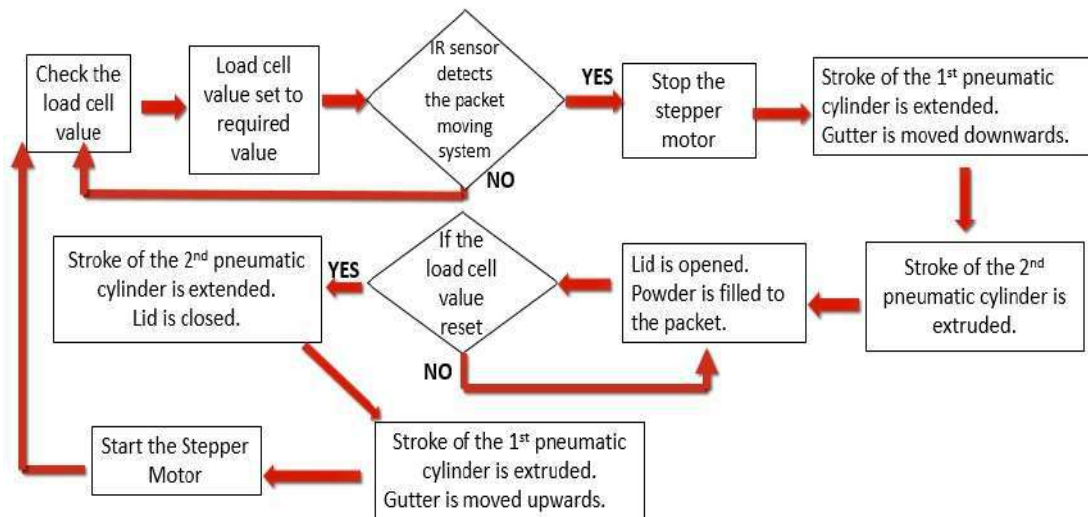 Check the
load cell
value
Load cell
value set to
required
value
IR sensor
detects
the packet
moving
system
YES
NO
Stop the
stepper
motor
Stroke of the 1st pneumatic
cylinder is extended.
Gutter is moved downwards.
Stroke of the 2nd
pneumatic cylinder is
extruded.
Lid is opened.
Powder is filled to
the packet.
If the
load cell
value
reset
YES
NO
Stroke of the 2nd pneumatic
cylinder is extended.
Lid is closed.
Stroke of the 1st pneumatic
cylinder is extruded.
Gutter is moved upwards.
Start the Stepper
Motor